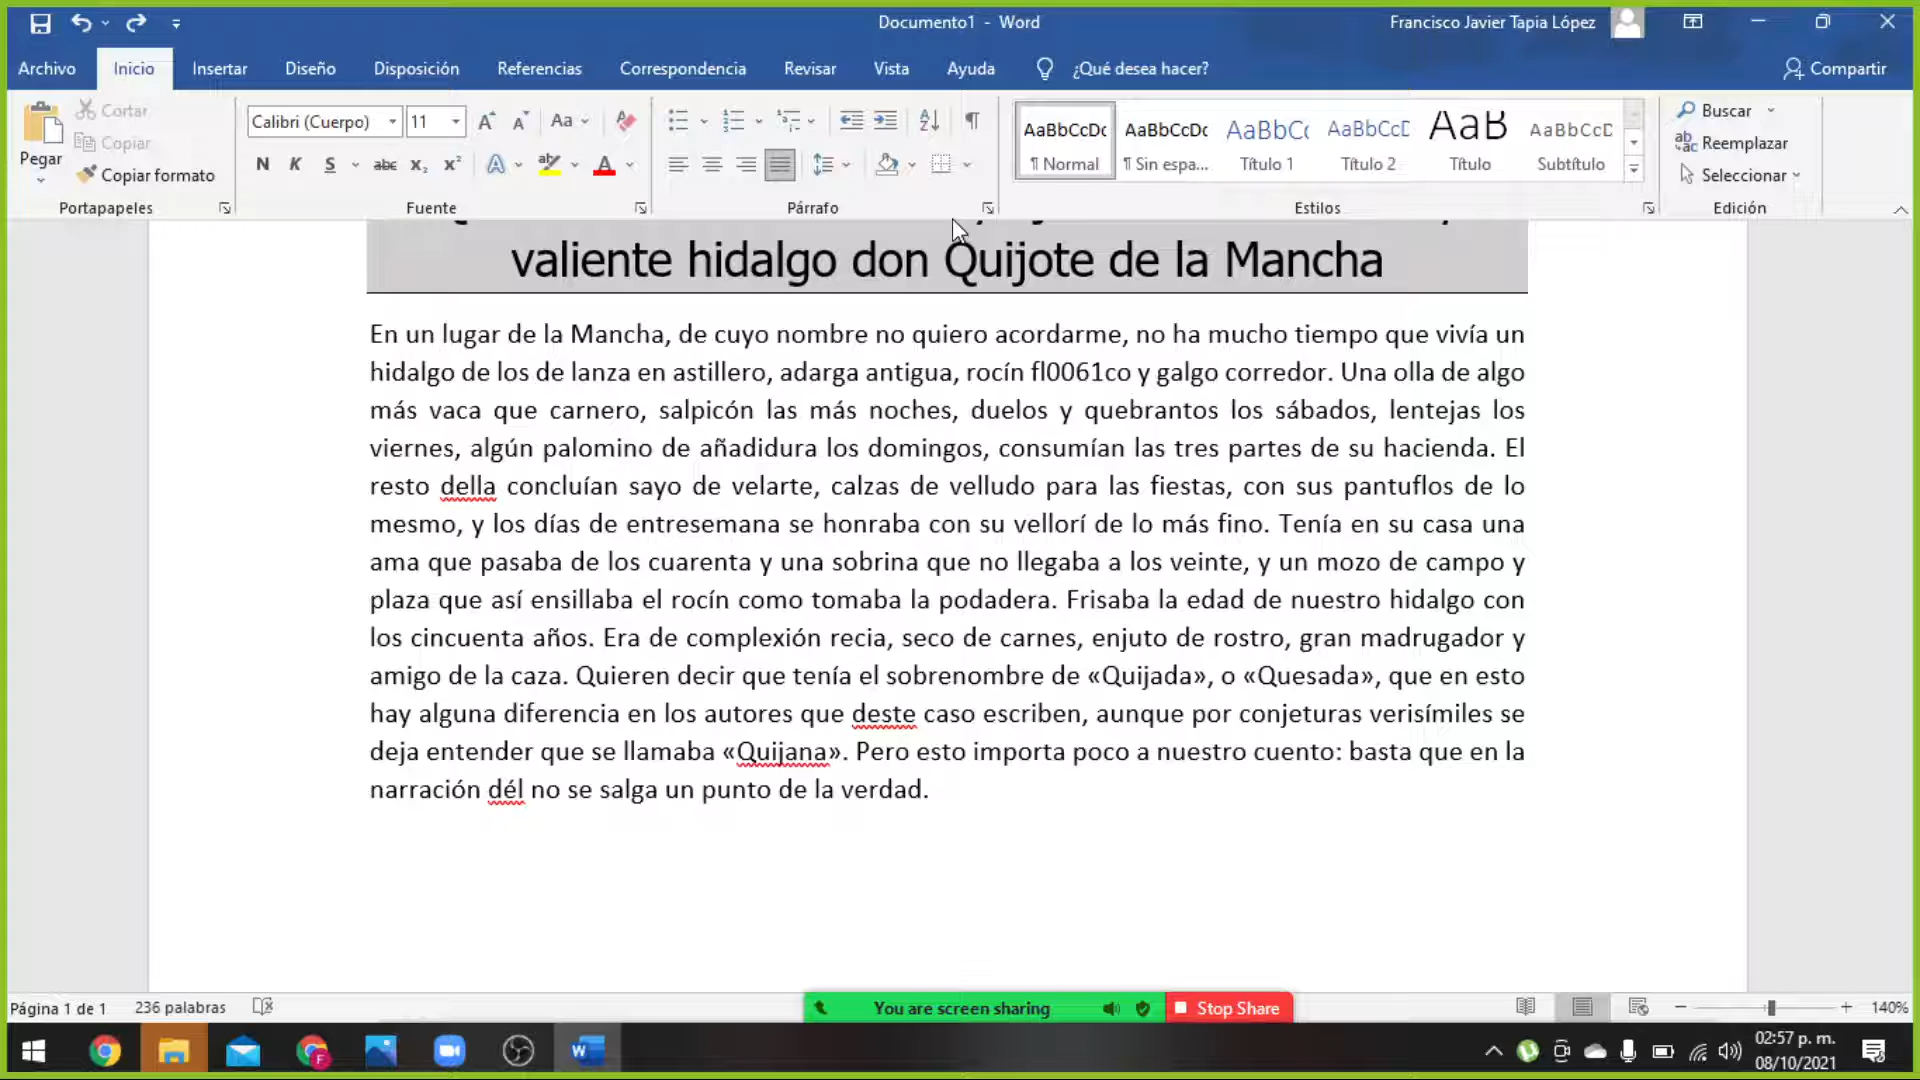 Documento1 - Word
Francisco Javier Tapia López
Archivo Inicio Insertar Diseño Disposición Referencias Correspondencia Revisar Vista Ayuda ¿Qué desea hacer? Compartir
Pegar
Cortar
Copiar
Copiar formato
Portapapeles
Calibri (Cuerpo) 11
Aa
N K S abc x₂ x² A ab A
Fuente
Párrafo
AaBbCcDc AaBbCcDc AaBbCc AaBbCcD AaB AaBbCcD
¶ Normal ¶ Sin espa... Título 1 Título 2 Título Subtítulo
Estilos
Buscar
Reemplazar
Seleccionar
Edición
valiente hidalgo don Quijote de la Mancha
En un lugar de la Mancha, de cuyo nombre no quiero acordarme, no ha mucho tiempo que vivía un
hidalgo de los de lanza en astillero, adarga antigua, rocín fl0061co y galgo corredor. Una olla de algo
más vaca que carnero, salpicón las más noches, duelos y quebrantos los sábados, lentejas los
viernes, algún palomino de añadidura los domingos, consumían las tres partes de su hacienda. El
resto della concluían sayo de velarte, calzas de velludo para las fiestas, con sus pantuflos de lo
mesmo, y los días de entresemana se honraba con su vellorí de lo más fino. Tenía en su casa una
ama que pasaba de los cuarenta y una sobrina que no llegaba a los veinte, y un mozo de campo y
plaza que así ensillaba el rocín como tomaba la podadera. Frisaba la edad de nuestro hidalgo con
los cincuenta años. Era de complexión recia, seco de carnes, enjuto de rostro, gran madrugador y
amigo de la caza. Quieren decir que tenía el sobrenombre de «Quijada», o «Quesada», que en esto
hay alguna diferencia en los autores que deste caso escriben, aunque por conjeturas verisímiles se
deja entender que se llamaba «Quijana». Pero esto importa poco a nuestro cuento: basta que en la
narración dél no se salga un punto de la verdad.
Página 1 de 1 236 palabras
You are screen sharing
Stop Share
140%
02:57 p. m.
08/10/2021